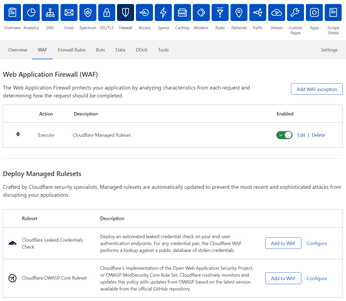 Overview Analytics DNS Email Spectrum SSL/TLS Firewall Access Speed Caching Workers Rules Network Traffic Stream Custom Pages Apps Scrape Shield
Overview WAF Firewall Rules Bots Data DDoS Tools Settings
Web Application Firewall (WAF)
The Web Application Firewall protects your application by analyzing characteristics from each request and
determining how the request should be completed.
Add WAF exception
Action Description Enabled
Execute Cloudflare Managed Ruleset Edit | Delete
Deploy Managed Rulesets
Crafted by Cloudflare security specialists, Managed rulesets are automatically updated to prevent the most recent and sophisticated attacks from
disrupting your applications.
Ruleset Description
Cloudflare Leaked Credentials
Check
Deploy an automated leaked credential check on your end-user
authentication endpoints. For any credential pair, the Cloudflare WAF
performs a lookup against a public database of stolen credentials.
Add to WAF Configure
Cloudflare OWASP Core Ruleset
Cloudflare's implementation of the Open Web Application Security Project,
or OWASP ModSecurity Core Rule Set. Cloudflare routinely monitors and
updates this policy with updates from OWASP based on the latest version
available from the official GitHub repository.
Add to WAF Configure